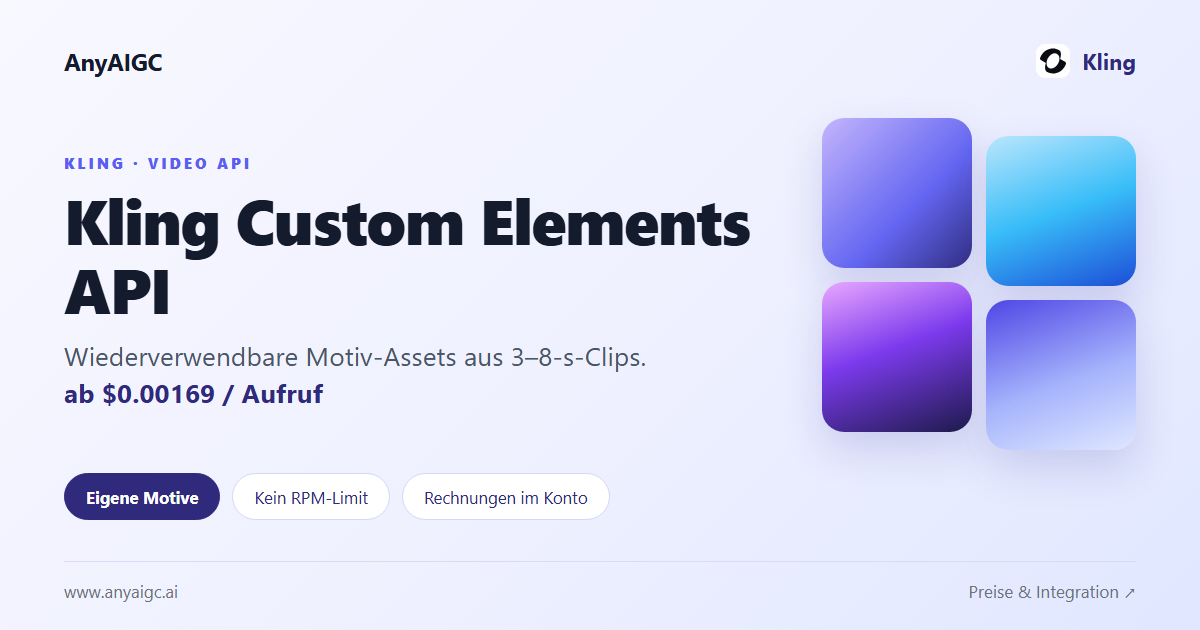 AnyAIGC
Kling
KLING · VIDEO API
Kling Custom Elements
API
Wiederverwendbare Motiv-Assets aus 3–8-s-Clips.
ab $0.00169 / Aufruf
Eigene Motive
Kein RPM-Limit
Rechnungen im Konto
www.anyaigc.ai
Preise & Integration ↗